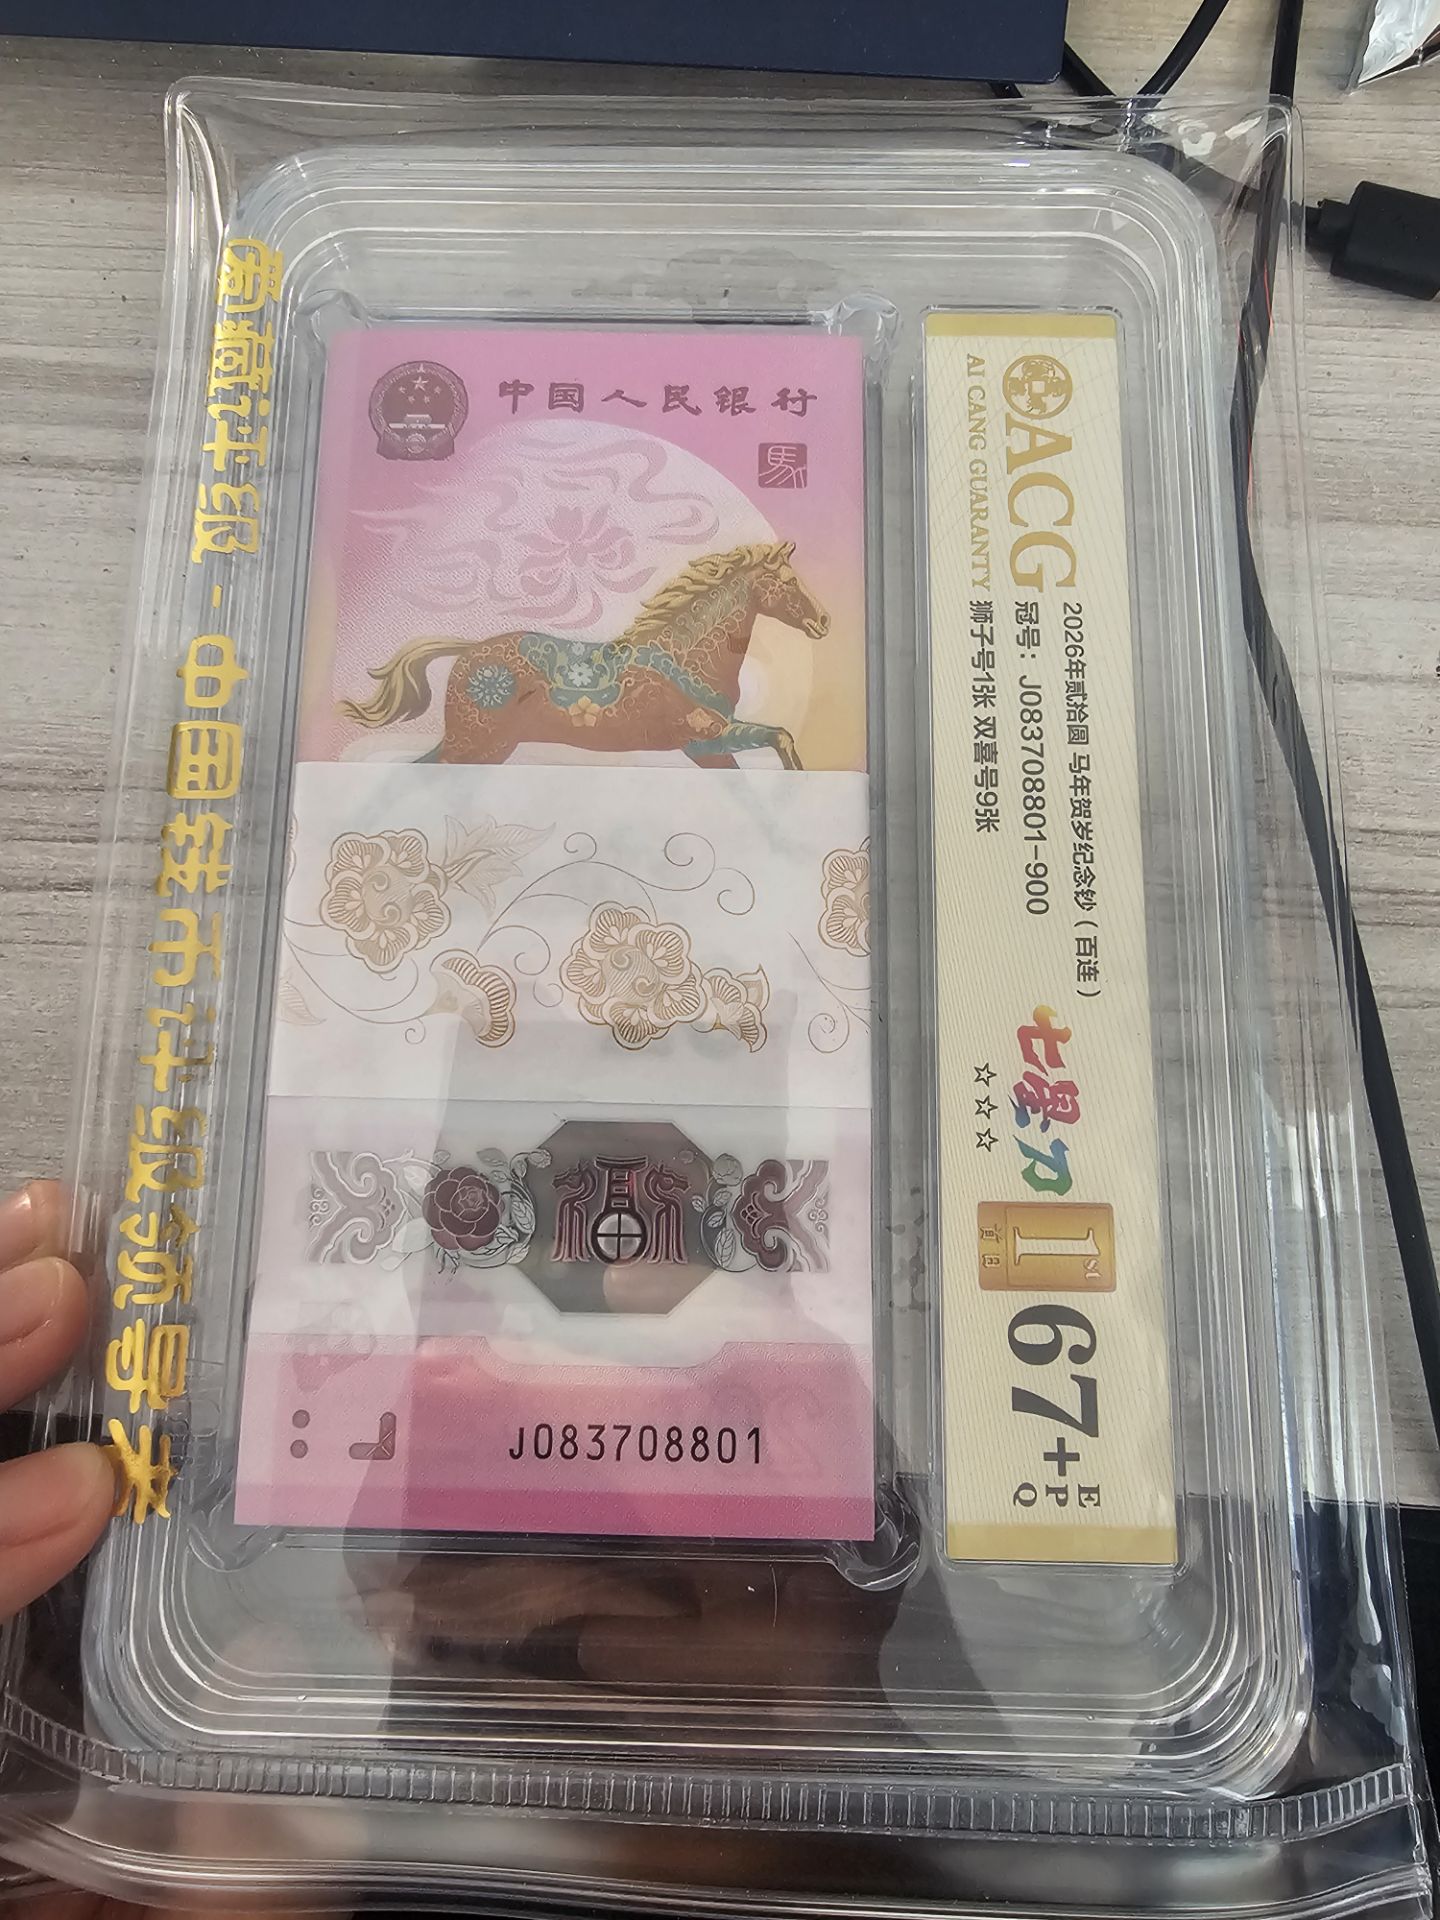 爱藏评级 - 中国钱币评级领导者
中国人民银行
馬
J083708801
ACG
AI CANG GUARANTY
2026年贰拾圆 马年贺岁纪念钞（百连）
冠号：J083708801-900
狮子号1张 双喜号9张
七星力
☆☆☆
1st
首日
67+
EPQ